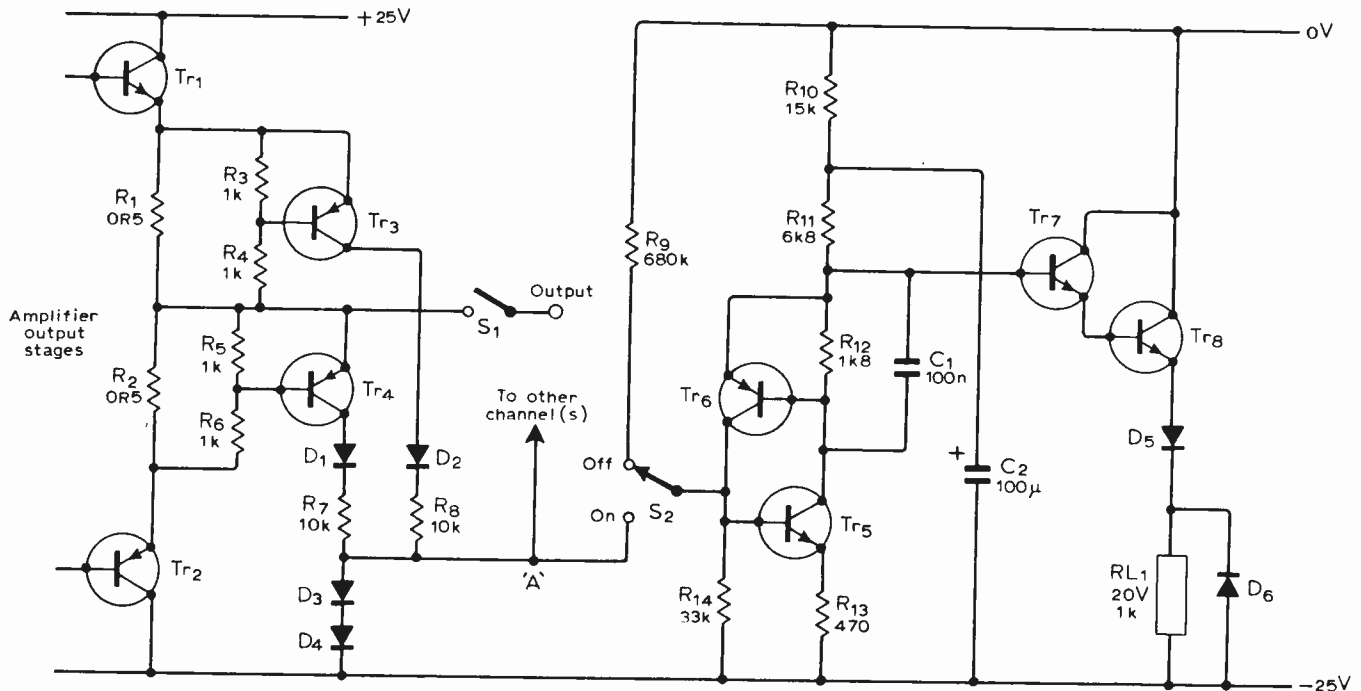 +25V
0V
Tr1
R10
15k
R3
1k
R1
0R5
Tr3
R4
1k
R9
680k
R11
6k8
Tr7
Amplifier
output
stages
S1
Output
R5
1k
R2
0R5
Tr4
R6
1k
To other
channel(s)
R12
1k8
C1
100n
Tr6
Tr8
D1
D2
Off
D5
+
C2
100μ
R7
10k
R8
10k
S2
On
Tr5
Tr2
'A'
D3
D4
R14
33k
R13
470
RL1
20V
1k
D6
-25V